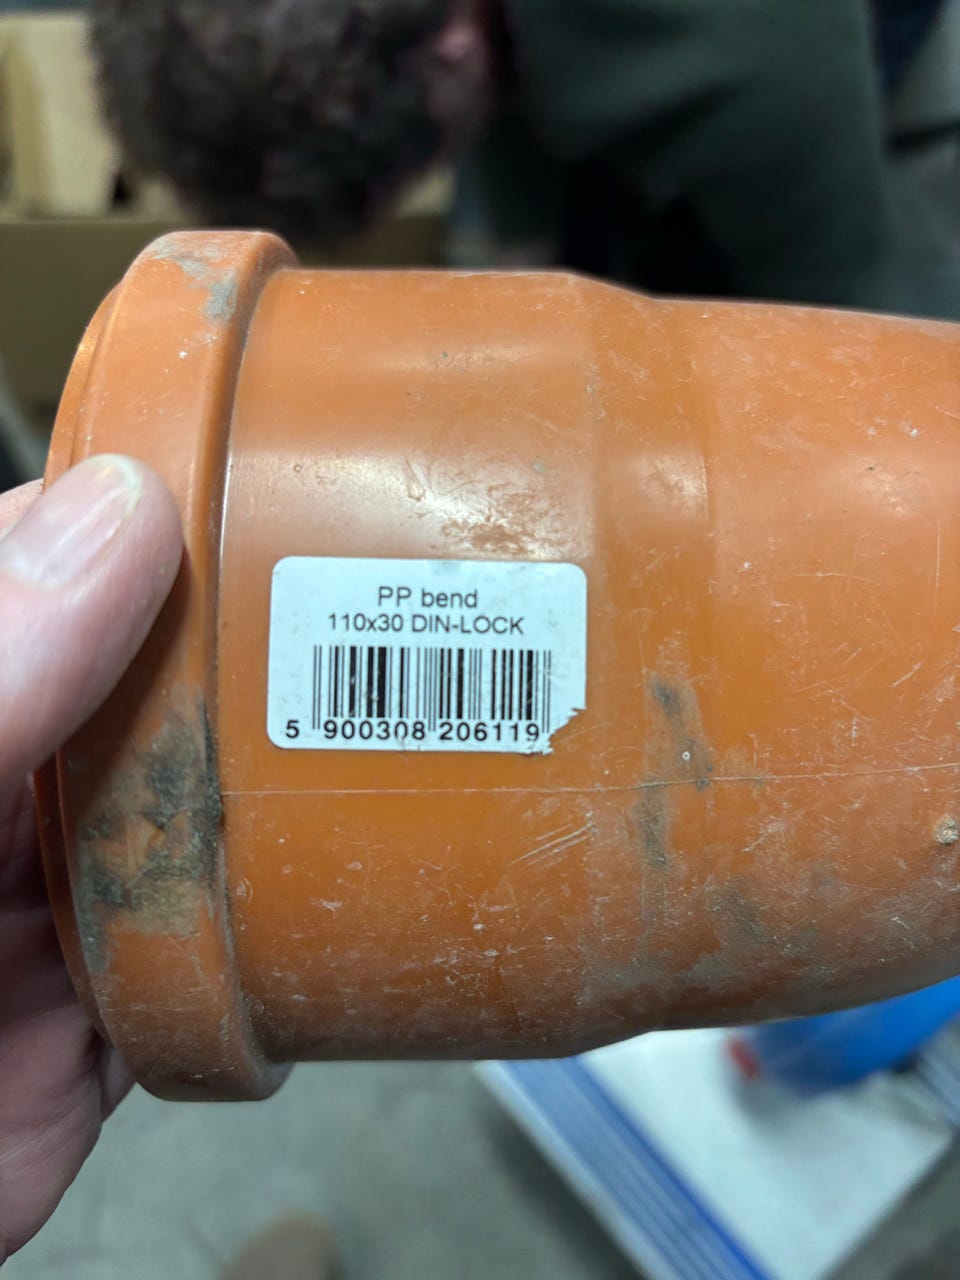 PP bend
110x30 DIN-LOCK
5 900308 206119